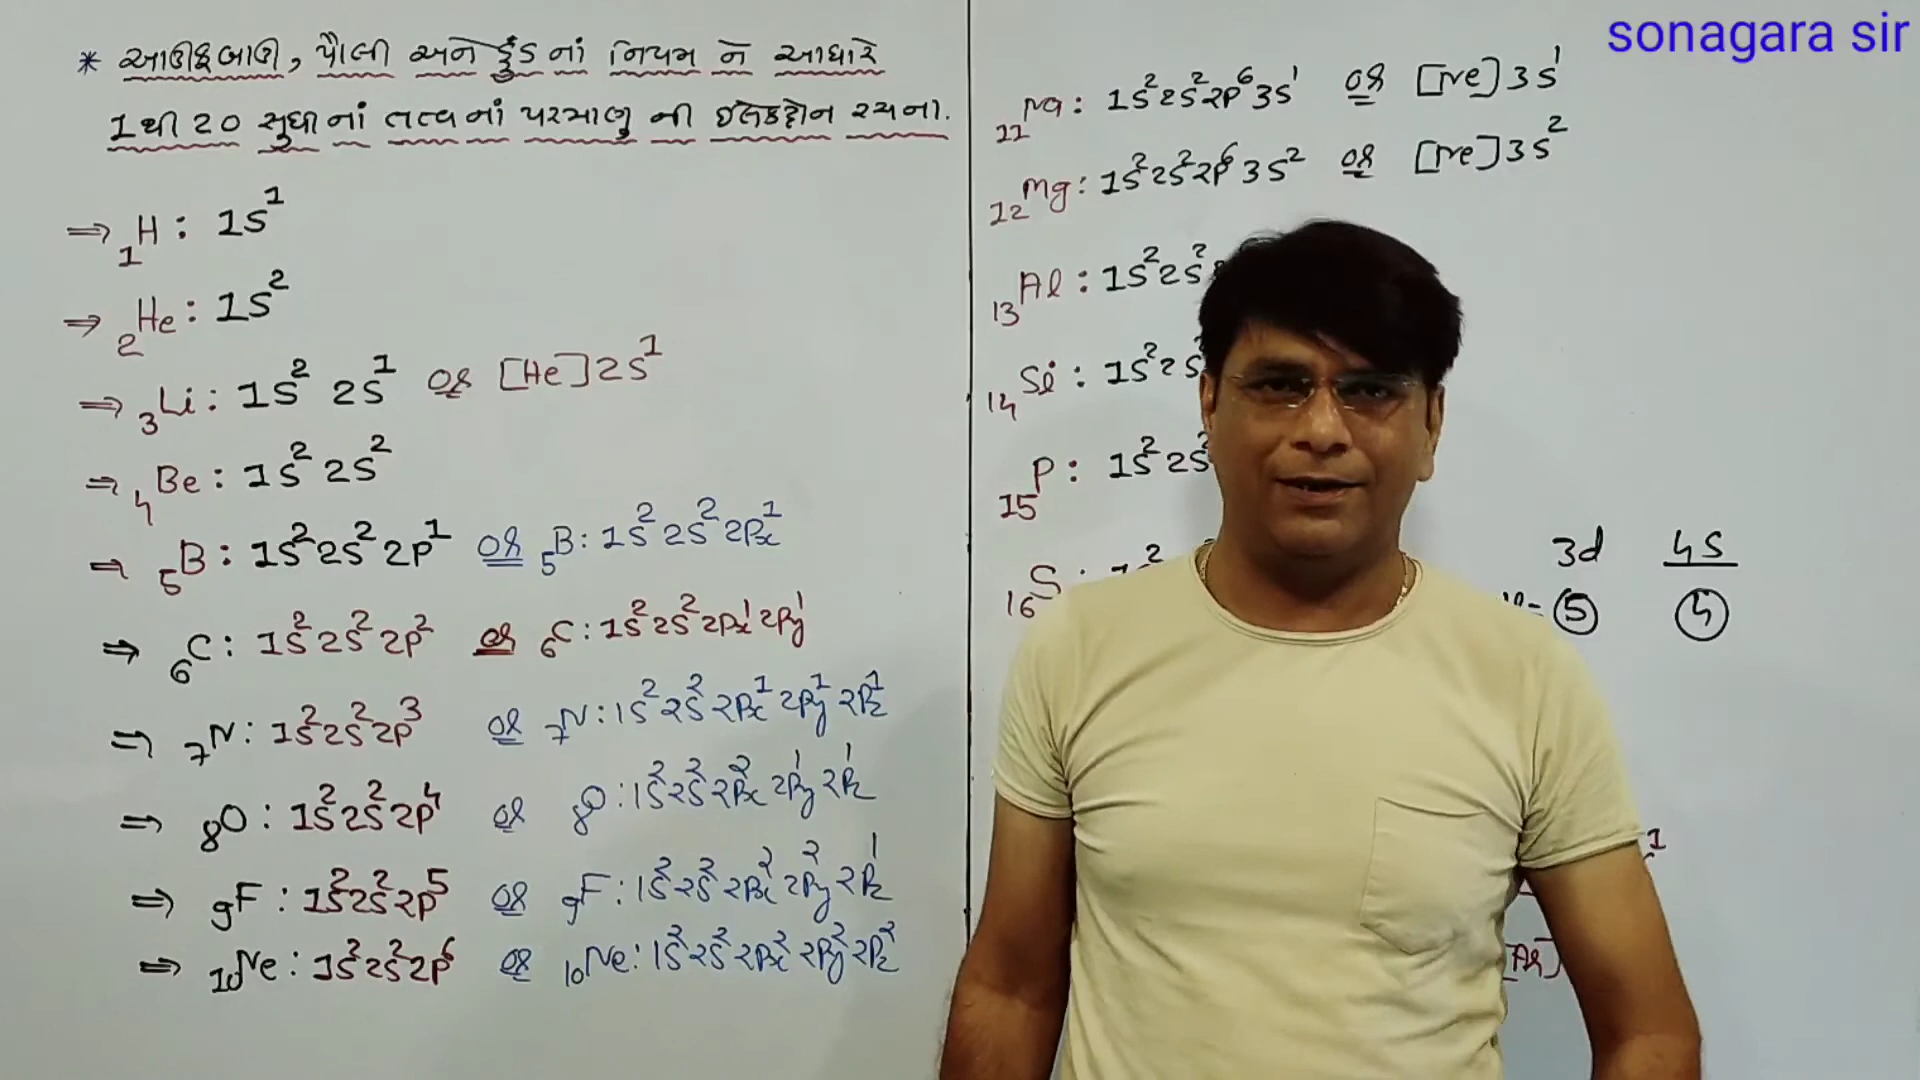 sonagara sir
* આઉફબાઉ, પૌલી અને હુંડનાં નિયમ ને આધારે
1થી 20 સુધીનાં તત્વનાં પરમાણુ ની ઈલેકટ્રોન રચના.
⇒ ₁H : 1S¹
⇒ ₂He : 1S²
⇒ ₃Li : 1S² 2S¹ or [He]2S¹
⇒ ₄Be : 1S² 2S²
⇒ ₅B : 1S² 2S² 2P¹ or ₅B : 1S² 2S² 2Px¹
⇒ ₆C : 1S² 2S² 2P² or ₆C : 1S² 2S² 2Px¹ 2Py¹
⇒ ₇N : 1S² 2S² 2P³ or ₇N : 1S² 2S² 2Px¹ 2Py¹ 2Pz¹
⇒ ₈O : 1S² 2S² 2P⁴ or ₈O : 1S² 2S² 2Px² 2Py¹ 2Pz¹
⇒ ₉F : 1S² 2S² 2P⁵ or ₉F : 1S² 2S² 2Px² 2Py² 2Pz¹
⇒ ₁₀Ne : 1S² 2S² 2P⁶ or ₁₀Ne : 1S² 2S² 2Px² 2Py² 2Pz²
₁₁Na : 1S² 2S² 2P⁶ 3S¹ or [Ne]3S¹
₁₂Mg : 1S² 2S² 2P⁶ 3S² or [Ne]3S²
₁₃Al : 1S² 2S²
₁₄Si : 1S² 2S
₁₅P : 1S² 2S²
₁₆S :
3d 4S
5 4
1
[Ar]